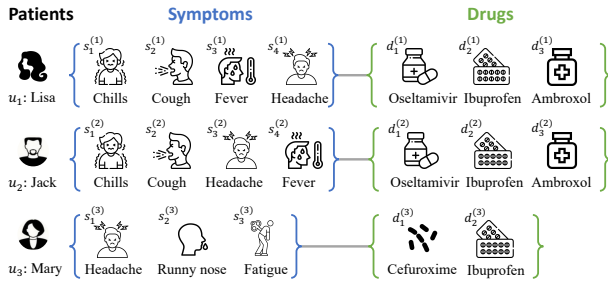 Patients Symptoms Drugs
s₁⁽¹⁾ s₂⁽¹⁾ s₃⁽¹⁾ s₄⁽¹⁾ d₁⁽¹⁾ d₂⁽¹⁾ d₃⁽¹⁾
u₁: Lisa Chills Cough Fever Headache Oseltamivir Ibuprofen Ambroxol
s₁⁽²⁾ s₂⁽²⁾ s₃⁽²⁾ s₄⁽²⁾ d₁⁽²⁾ d₂⁽²⁾ d₃⁽²⁾
u₂: Jack Chills Cough Headache Fever Oseltamivir Ibuprofen Ambroxol
s₁⁽³⁾ s₂⁽³⁾ s₃⁽³⁾ d₁⁽³⁾ d₂⁽³⁾
u₃: Mary Headache Runny nose Fatigue Cefuroxime Ibuprofen